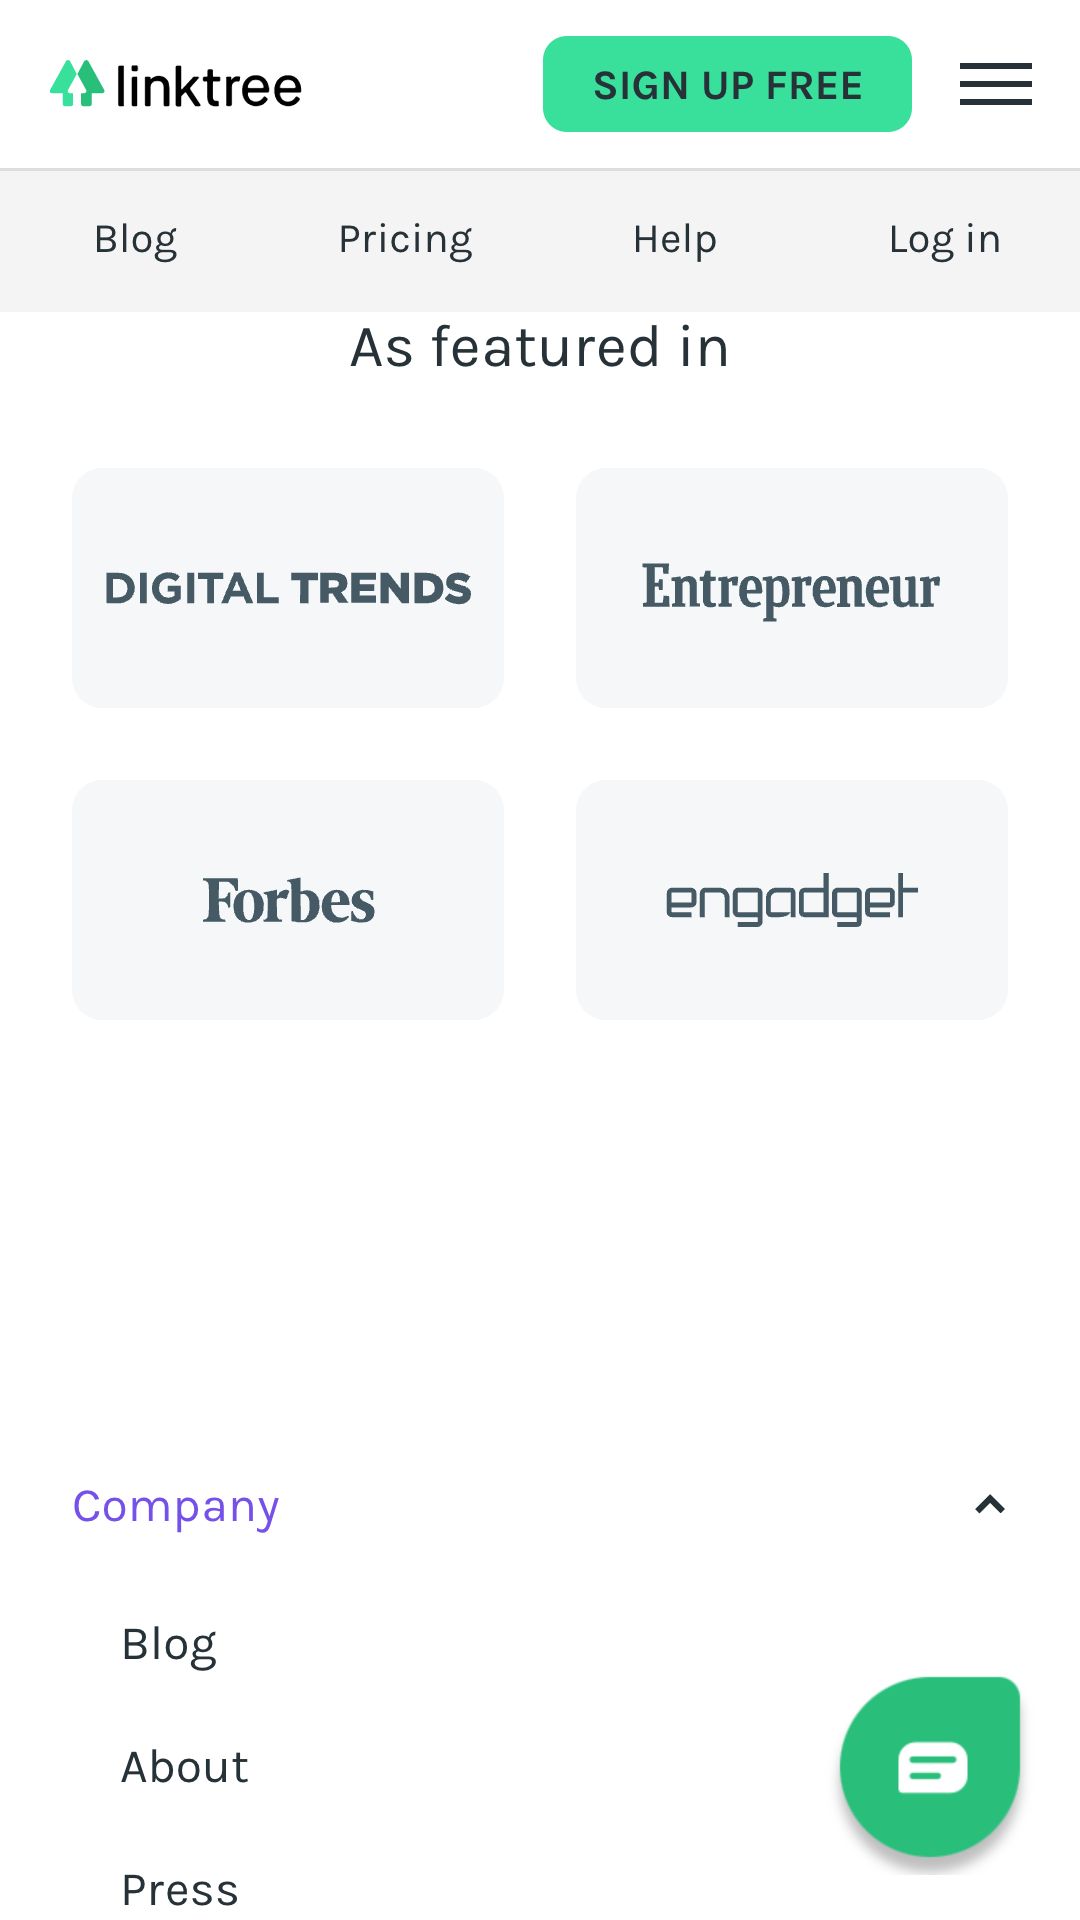 linktree
SIGN UP FREE
Blog Pricing Help Log in
As featured in
DIGITAL TRENDS
Entrepreneur
Forbes
engadget
Company
Blog
About
Press